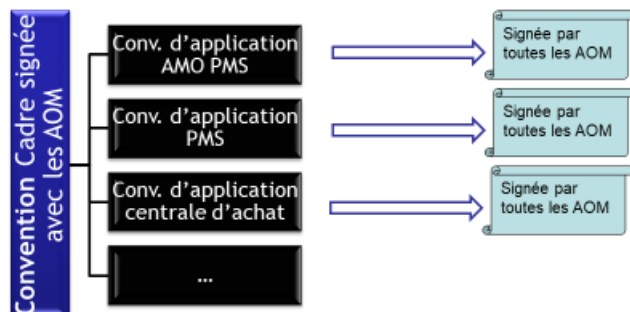 Convention Cadre signée
avec les AOM
Conv. d'application
AMO PMS
Signée par
toutes les AOM
Conv. d'application
PMS
Signée par
toutes les AOM
Conv. d'application
centrale d'achat
Signée par
toutes les AOM
...